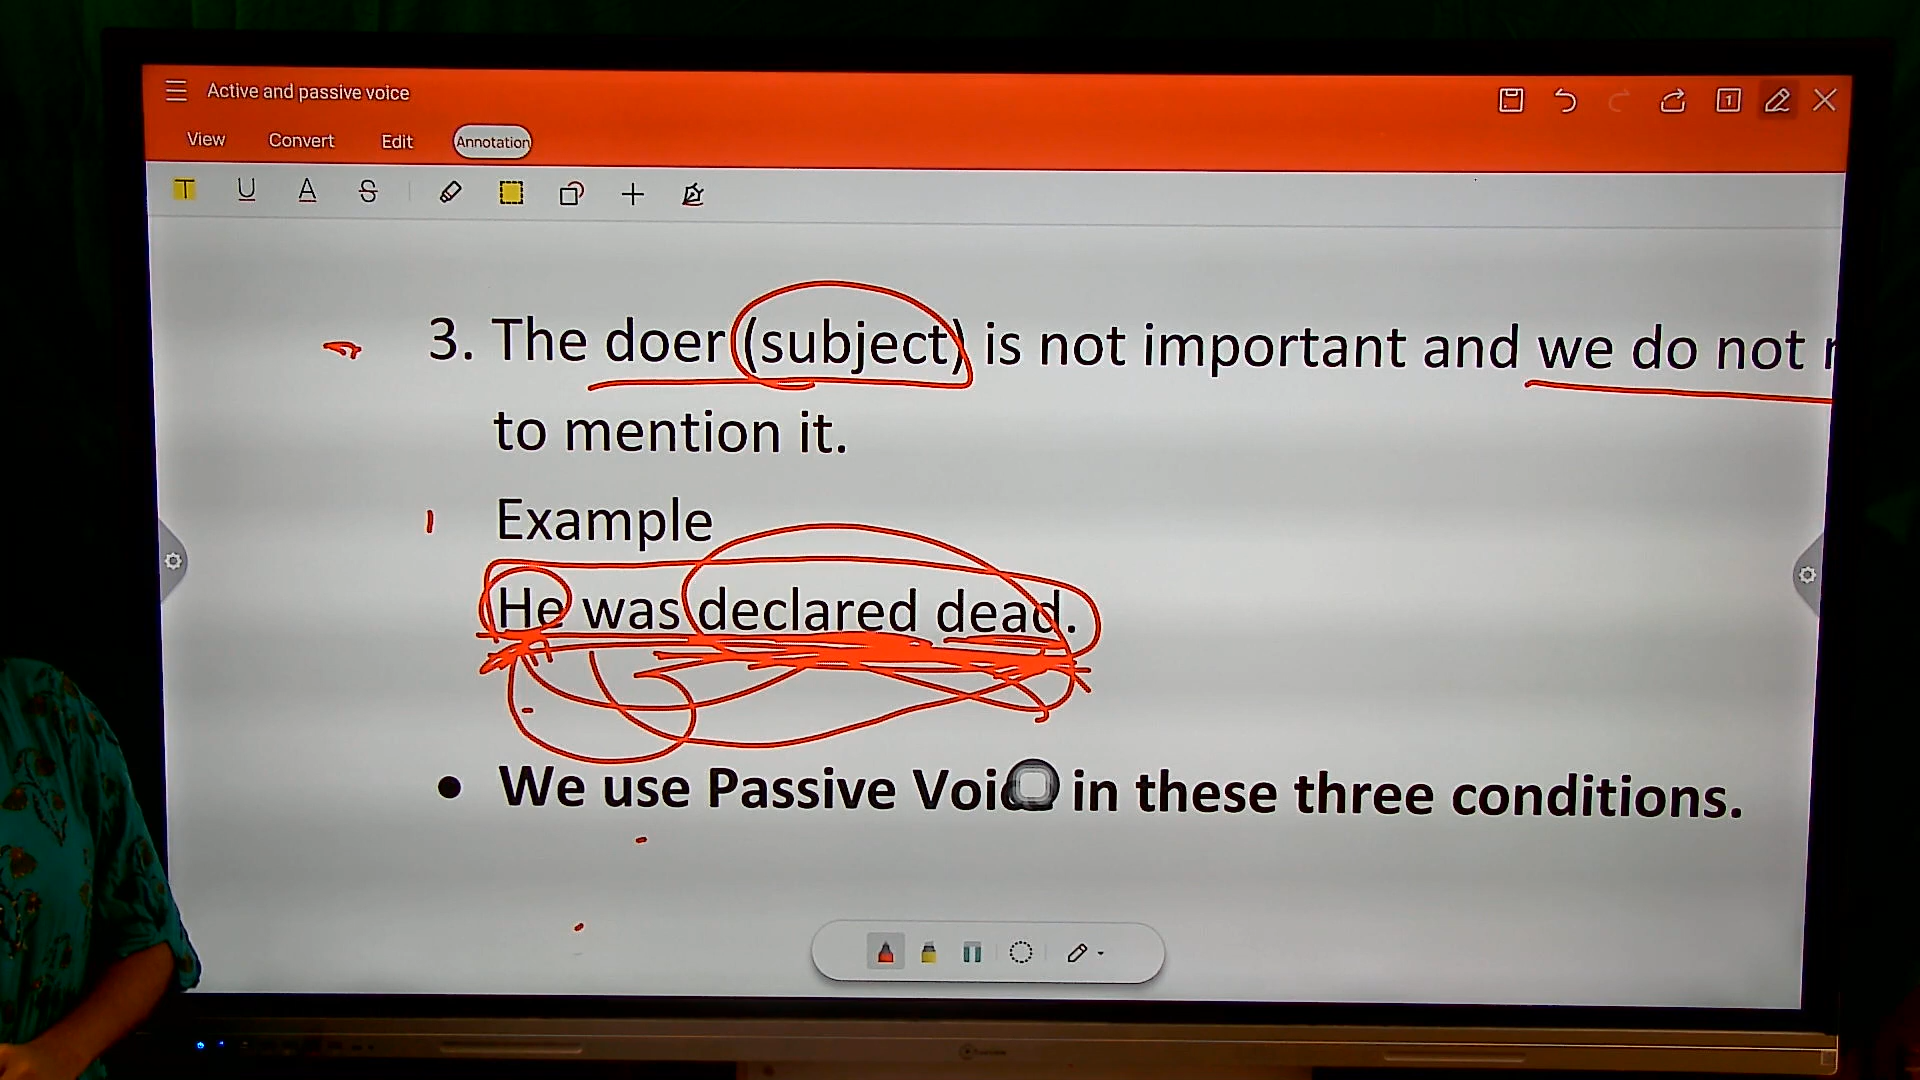 Active and passive voice
View Convert Edit Annotation
3. The doer (subject) is not important and we do not
to mention it.
Example
He was declared dead.
• We use Passive Voice in these three conditions.